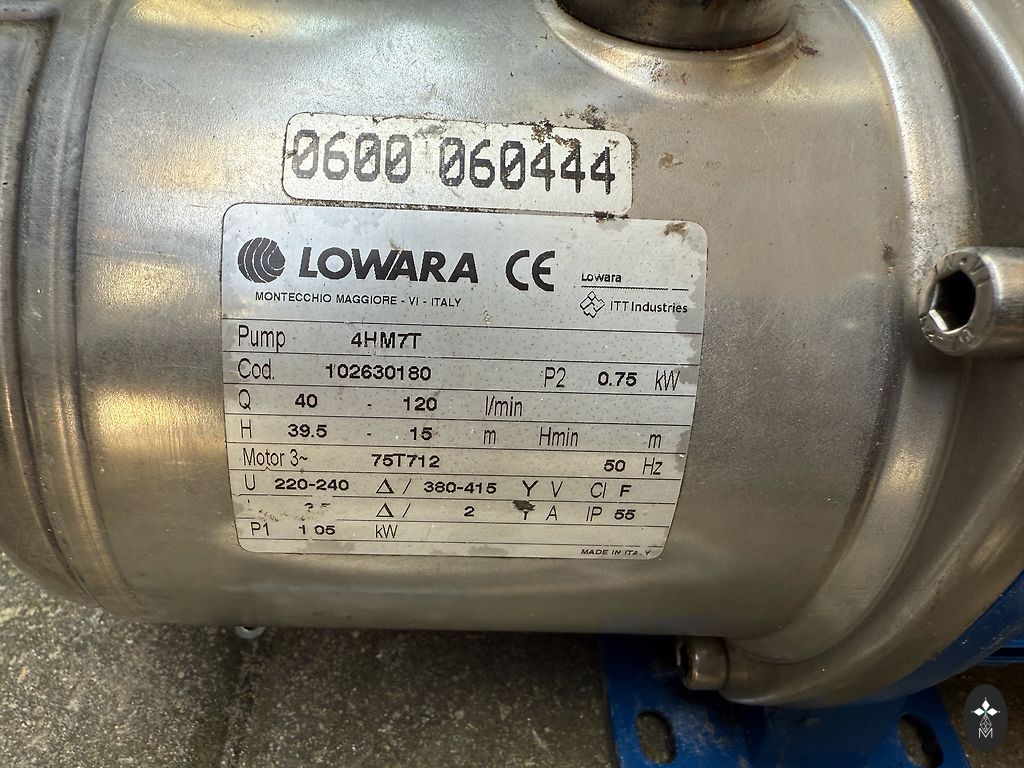 0600 060444
LOWARA CE
MONTECCHIO MAGGIORE - VI - ITALY
Lowara
ITT Industries
Pump 4HM7T
Cod. 102630180 P2 0.75 kW
Q 40 - 120 l/min
H 39.5 - 15 m Hmin m
Motor 3~ 75T712 50 Hz
U 220-240 Δ / 380-415 Y V Cl F
Δ / 2 Y A IP 55
P1 1 05 kW
MADE IN ITALY
M